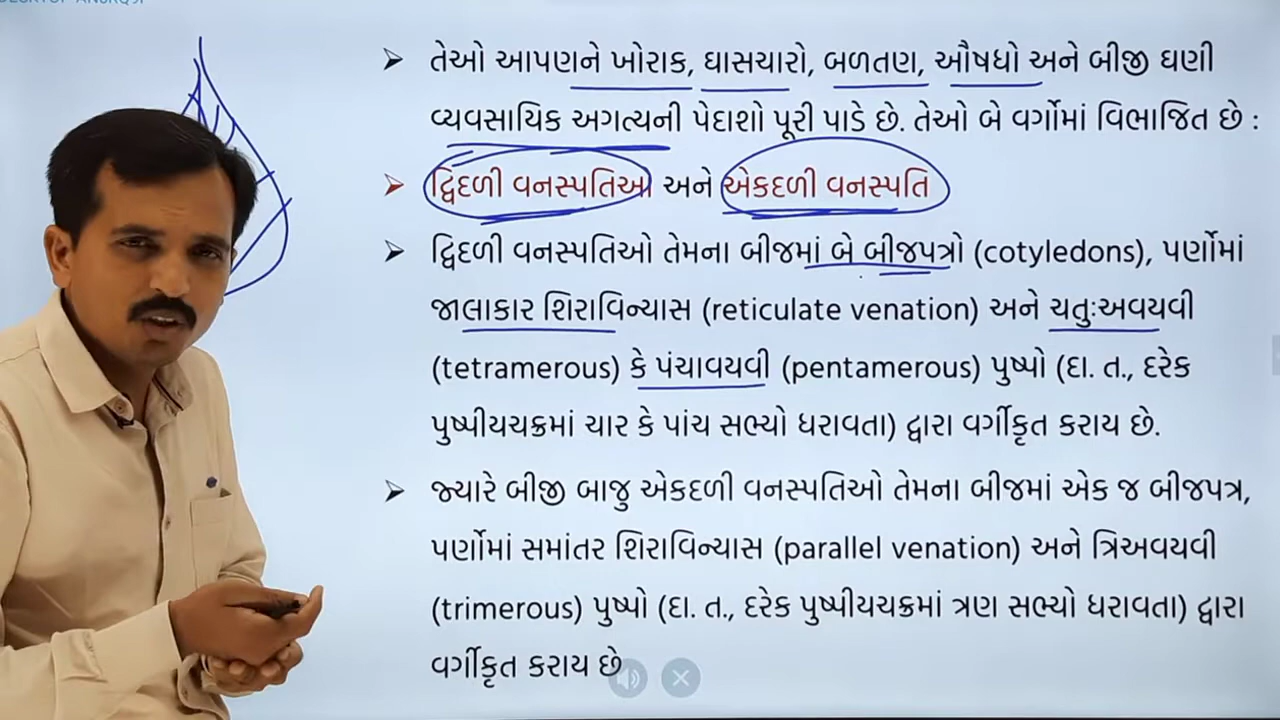 તેઓ આપણને ખોરાક, ઘાસચારો, બળતણ, ઔષધો અને બીજી ઘણી
વ્યવસાયિક અગત્યની પેદાશો પૂરી પાડે છે. તેઓ બે વર્ગોમાં વિભાજિત છે :
દ્વિદળી વનસ્પતિઓ અને એકદળી વનસ્પતિ
દ્વિદળી વનસ્પતિઓ તેમના બીજમાં બે બીજપત્રો (cotyledons), પર્ણોમાં
જાલાકાર શિરાવિન્યાસ (reticulate venation) અને ચતુઃઅવયવી
(tetramerous) કે પંચાવયવી (pentamerous) પુષ્પો (દા. ત., દરેક
પુષ્પીયચક્રમાં ચાર કે પાંચ સભ્યો ધરાવતા) દ્વારા વર્ગીકૃત કરાય છે.
જ્યારે બીજી બાજુ એકદળી વનસ્પતિઓ તેમના બીજમાં એક જ બીજપત્ર,
પર્ણોમાં સમાંતર શિરાવિન્યાસ (parallel venation) અને ત્રિઅવયવી
(trimerous) પુષ્પો (દા. ત., દરેક પુષ્પીયચક્રમાં ત્રણ સભ્યો ધરાવતા) દ્વારા
વર્ગીકૃત કરાય છે